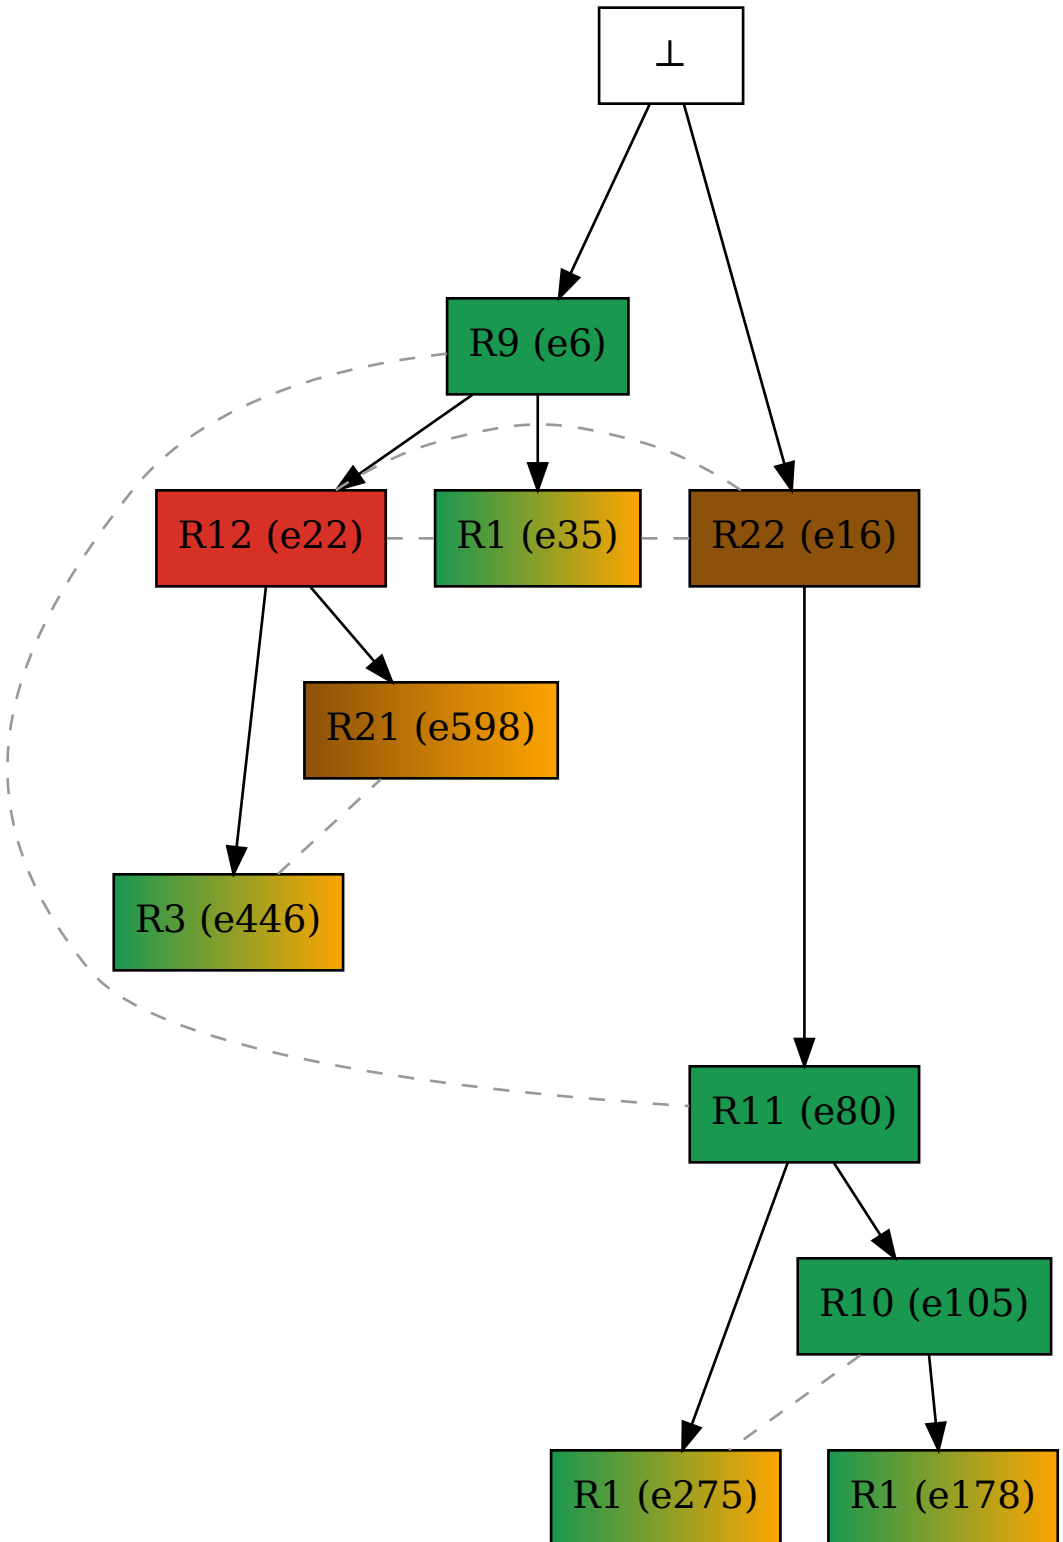 ⊥
R9 (e6)
R12 (e22)
R1 (e35)
R22 (e16)
R21 (e598)
R3 (e446)
R11 (e80)
R10 (e105)
R1 (e275)
R1 (e178)